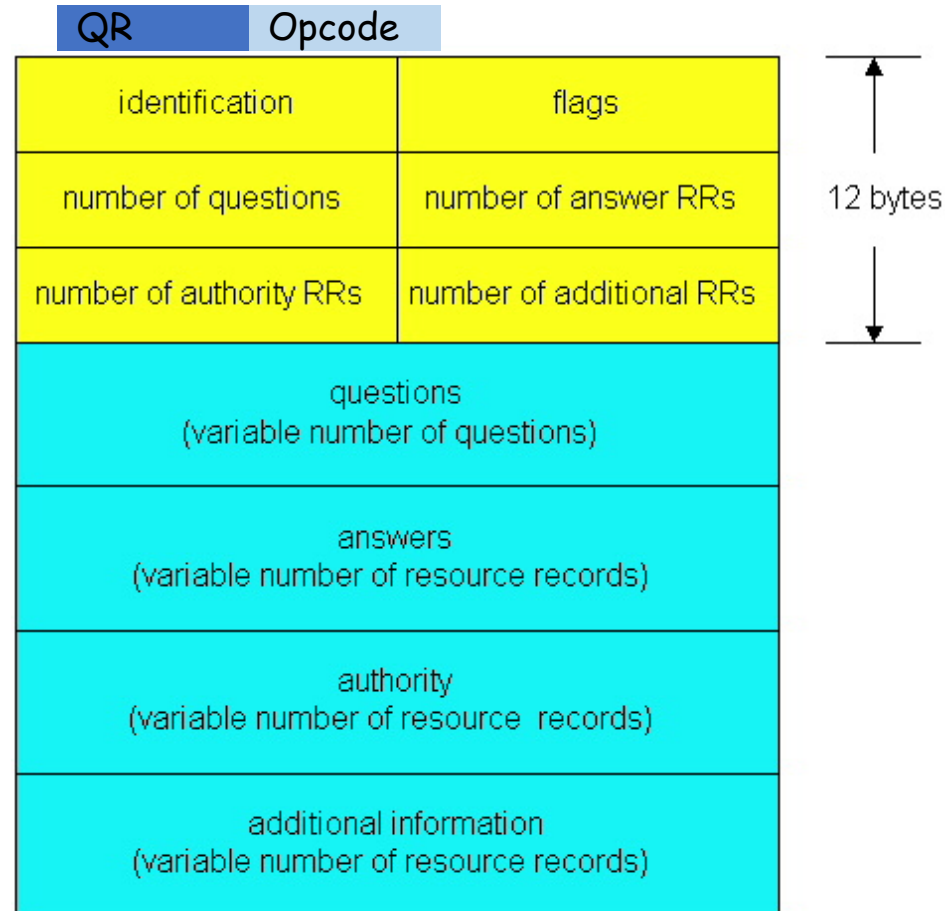 QR Opcode
identification flags
number of questions number of answer RRs 12 bytes
number of authority RRs number of additional RRs
questions
(variable number of questions)
answers
(variable number of resource records)
authority
(variable number of resource records)
additional information
(variable number of resource records)